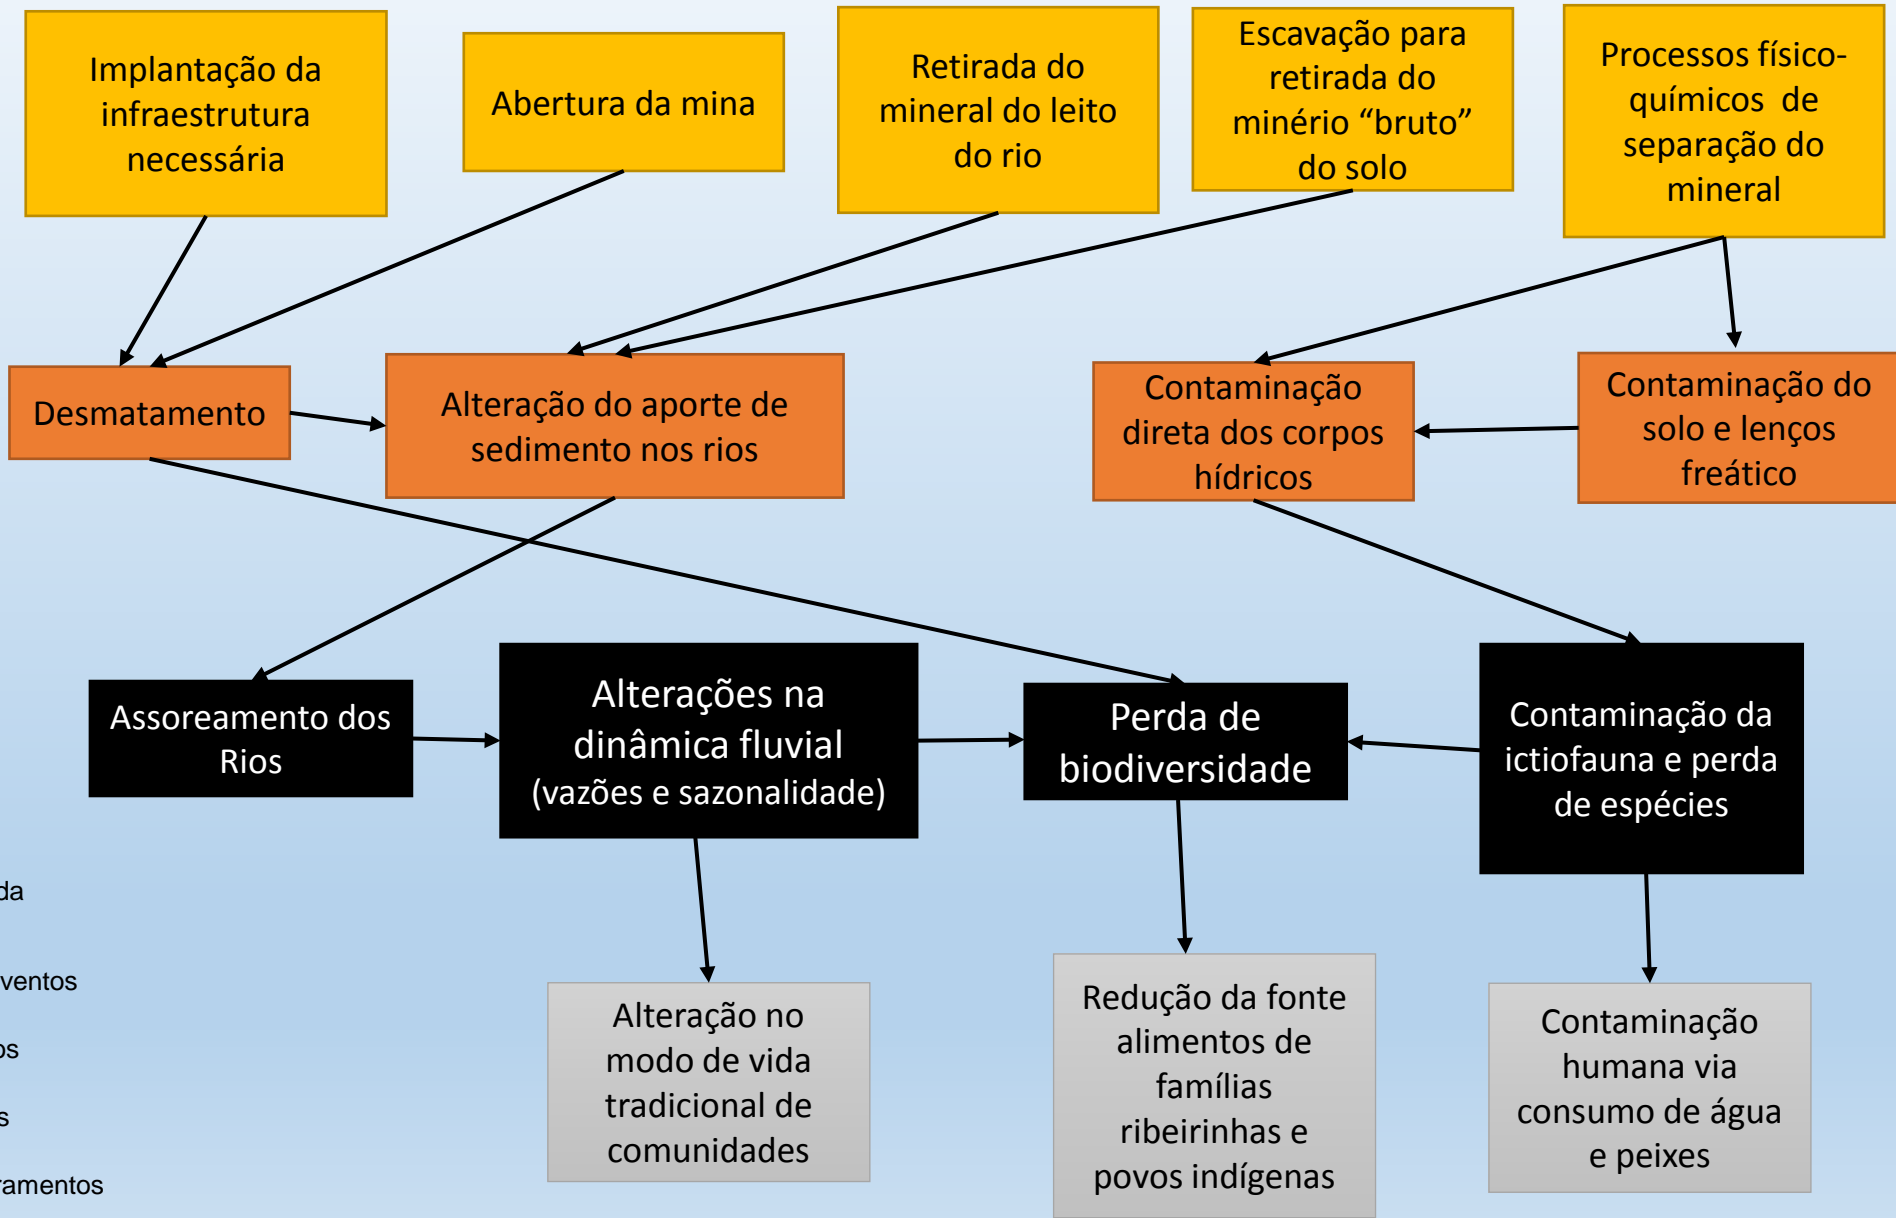 Implantação da
infraestrutura
necessária
Abertura da mina
Retirada do
mineral do leito
do rio
Escavação para
retirada do
minério “bruto”
do solo
Processos físico-
químicos de
separação do
mineral
Desmatamento
Alteração do aporte de
sedimento nos rios
Contaminação
direta dos corpos
hídricos
Contaminação do
solo e lenços
freático
Assoreamento dos
Rios
Alterações na
dinâmica fluvial
(vazões e sazonalidade)
Perda de
biodiversidade
Contaminação da
ictiofauna e perda
de espécies
Alteração no
modo de vida
tradicional de
comunidades
Redução da fonte
alimentos de
famílias
ribeirinhas e
povos indígenas
Contaminação
humana via
consumo de água
e peixes
da
ventos
os
s
ramentos